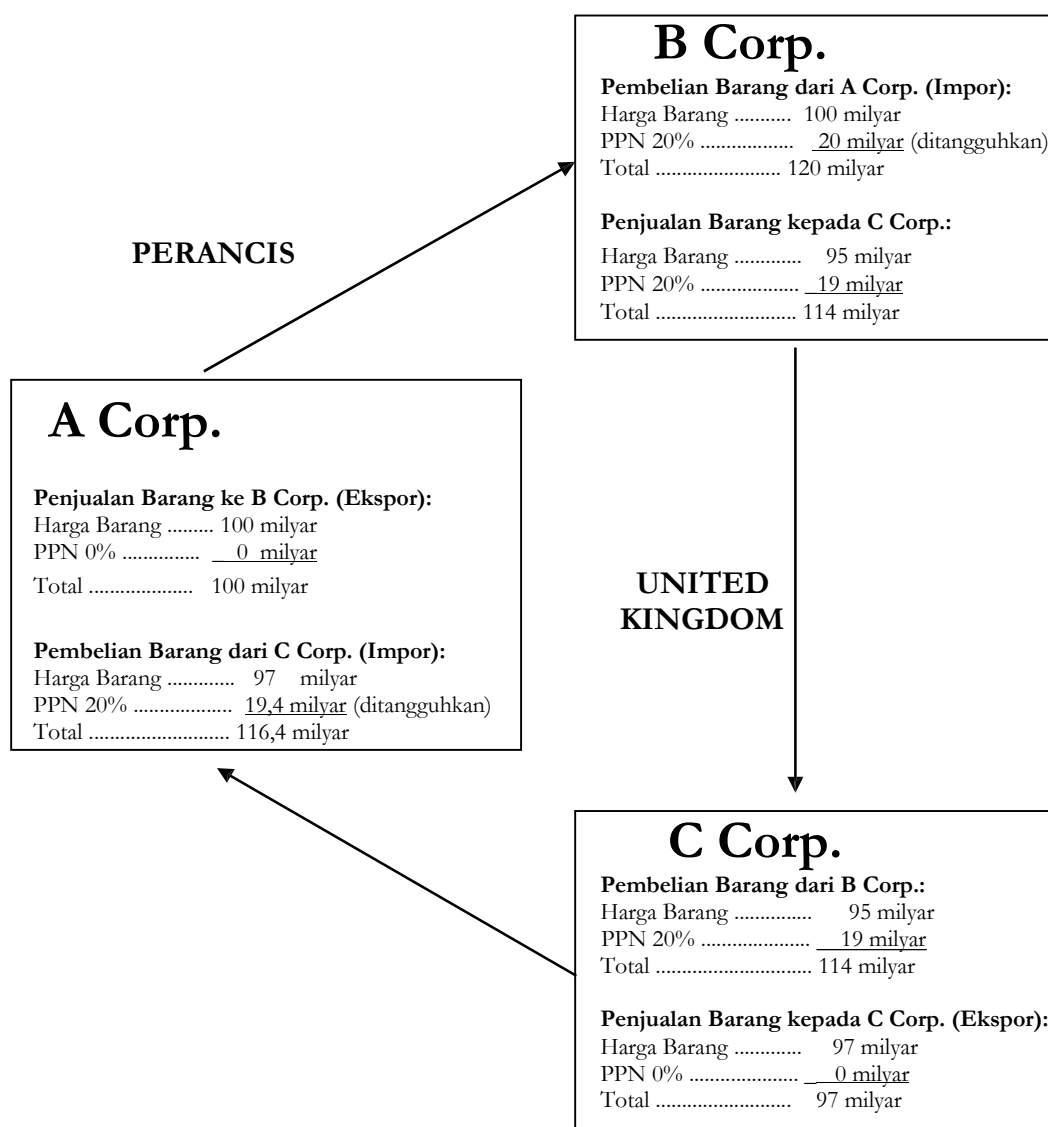 B Corp.
Pembelian Barang dari A Corp. (Impor):
Harga Barang ........... 100 milyar
PPN 20% .................. 20 milyar (ditangguhkan)
Total ........................ 120 milyar
Penjualan Barang kepada C Corp.:
Harga Barang ............. 95 milyar
PPN 20% ................... _19 milyar
Total ........................... 114 milyar
PERANCIS
A Corp.
Penjualan Barang ke B Corp. (Ekspor):
Harga Barang ......... 100 milyar
PPN 0% ............... _ 0 milyar
Total .................... 100 milyar
Pembelian Barang dari C Corp. (Impor):
Harga Barang ............. 97 milyar
PPN 20% ................... 19,4 milyar (ditangguhkan)
Total ........................... 116,4 milyar
UNITED
KINGDOM
C Corp.
Pembelian Barang dari B Corp.:
Harga Barang ............... 95 milyar
PPN 20% ..................... __19 milyar
Total .............................. 114 milyar
Penjualan Barang kepada C Corp. (Ekspor):
Harga Barang ............. 97 milyar
PPN 0% ..................... _ 0 milyar
Total .......................... 97 milyar